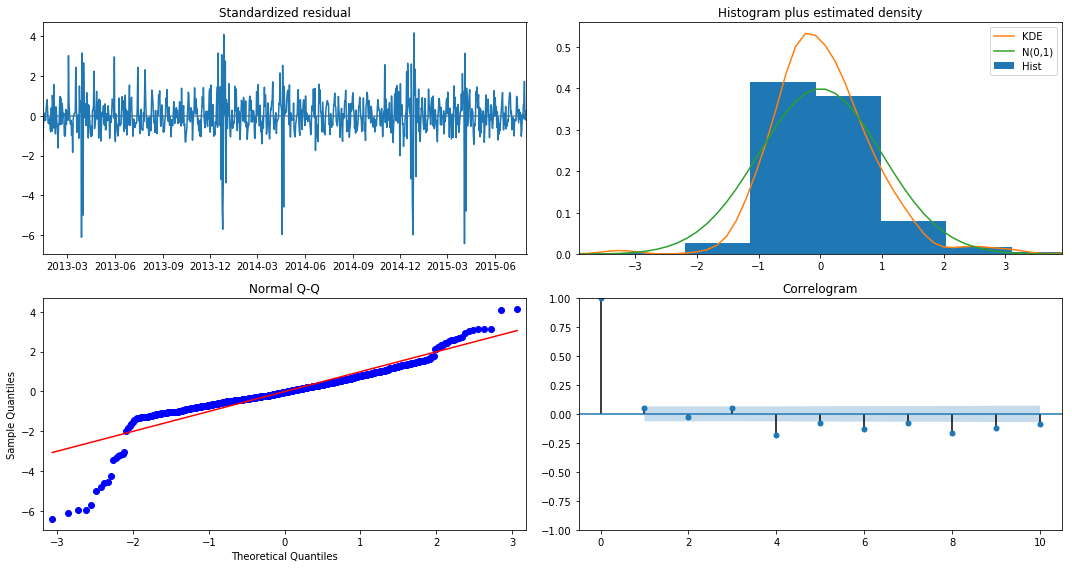 Standardized residual
4
2
0
−2
−4
−6
2013-03 2013-06 2013-09 2013-12 2014-03 2014-06 2014-09 2014-12 2015-03 2015-06
Histogram plus estimated density
KDE
N(0,1)
Hist
0.5
0.4
0.3
0.2
0.1
0.0
−3 −2 −1 0 1 2 3
Normal Q-Q
Sample Quantiles
4
2
0
−2
−4
−6
−3 −2 −1 0 1 2 3
Theoretical Quantiles
Correlogram
1.00
0.75
0.50
0.25
0.00
−0.25
−0.50
−0.75
−1.00
0 2 4 6 8 10